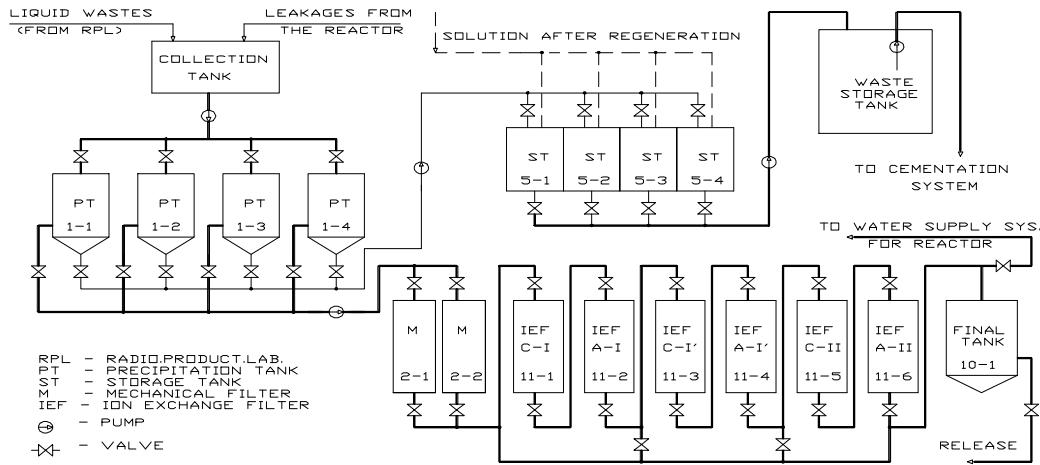 LIQUID WASTES
(FROM RPL)
LEAKAGES FROM
THE REACTOR
COLLECTION
TANK
SOLUTION AFTER REGENERATION
WASTE
STORAGE
TANK
TO CEMENTATION
SYSTEM
PT
1-1
PT
1-2
PT
1-3
PT
1-4
ST
5-1
ST
5-2
ST
5-3
ST
5-4
TO WATER SUPPLY SYS.
FOR REACTOR
M
2-1
M
2-2
IEF
C-I
11-1
IEF
A-I
11-2
IEF
C-I'
11-3
IEF
A-I'
11-4
IEF
C-II
11-5
IEF
A-II
11-6
FINAL
TANK
10-1
RELEASE
RPL - RADIO.PRODUCT.LAB.
PT - PRECIPITATION TANK
ST - STORAGE TANK
M - MECHANICAL FILTER
IEF - ION EXCHANGE FILTER
- PUMP
- VALVE